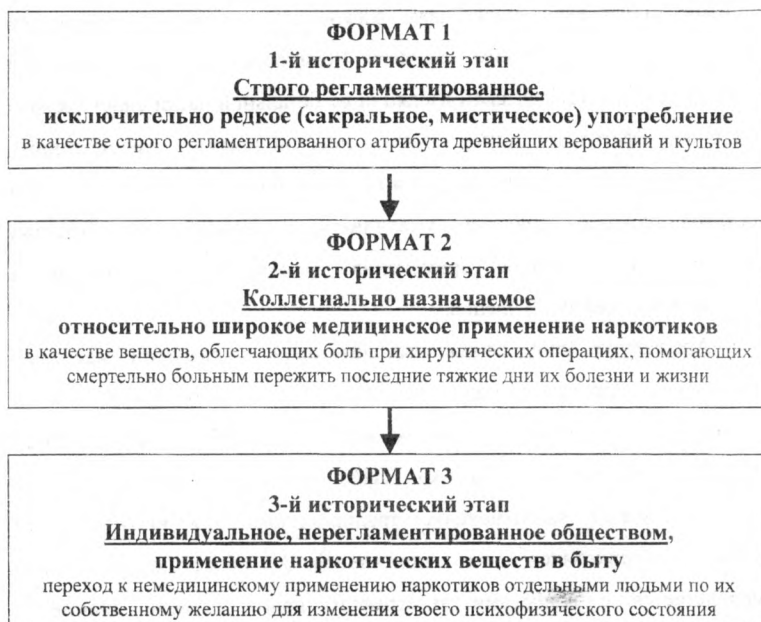 ФОРМАТ 1
1-й исторический этап
Строго регламентированное,
исключительно редкое (сакральное, мистическое) употребление
в качестве строго регламентированного атрибута древнейших верований и культов
ФОРМАТ 2
2-й исторический этап
Коллегиально назначаемое
относительно широкое медицинское применение наркотиков
в качестве веществ, облегчающих боль при хирургических операциях, помогающих
смертельно больным пережить последние тяжкие дни их болезни и жизни
ФОРМАТ 3
3-й исторический этап
Индивидуальное, нерегламентированное обществом,
применение наркотических веществ в быту
переход к немедицинскому применению наркотиков отдельными людьми по их
собственному желанию для изменения своего психофизического состояния